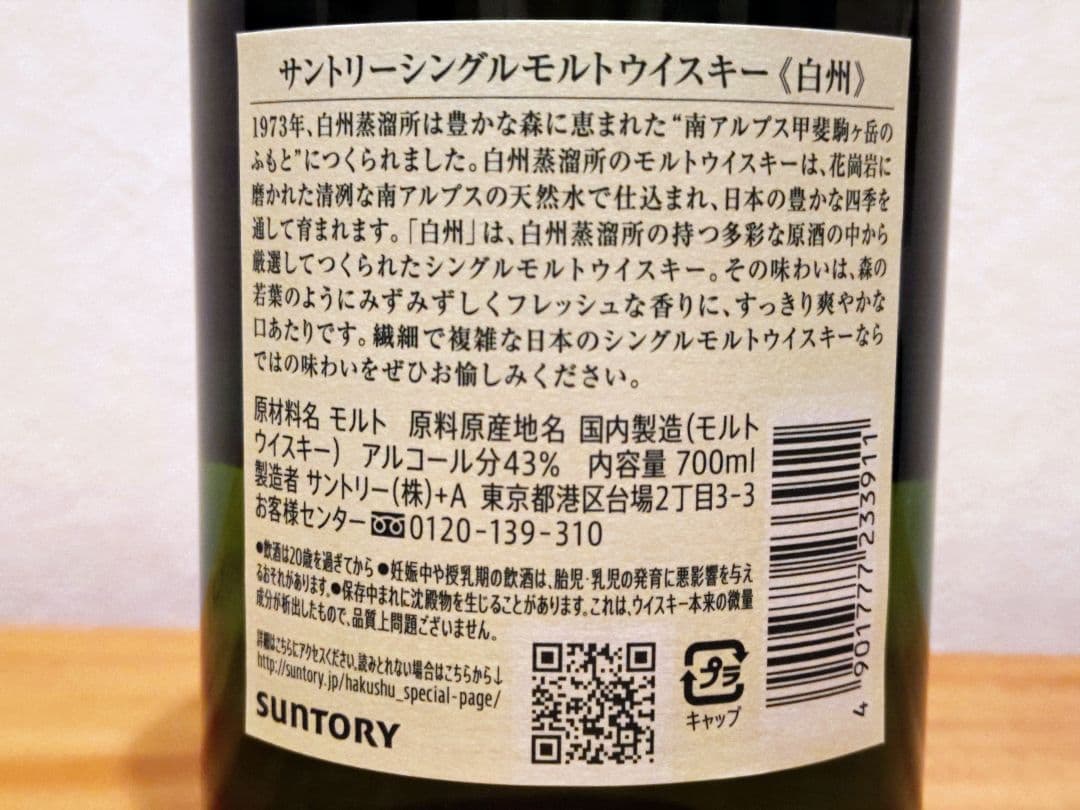 サントリーシングルモルトウイスキー《白州》
1973年、白州蒸溜所は豊かな森に恵まれた“南アルプス甲斐駒ヶ岳の
ふもと”につくられました。白州蒸溜所のモルトウイスキーは、花崗岩に
磨かれた清冽な南アルプスの天然水で仕込まれ、日本の豊かな四季を
通して育まれます。「白州」は、白州蒸溜所の持つ多彩な原酒の中から
厳選してつくられたシングルモルトウイスキー。その味わいは、森の
若葉のようにみずみずしくフレッシュな香りに、すっきり爽やかな
口あたりです。繊細で複雑な日本のシングルモルトウイスキーなら
ではの味わいをぜひお愉しみください。
原材料名 モルト 原料原産地名 国内製造(モルト
ウイスキー) アルコール分43% 内容量 700ml
製造者 サントリー(株)+A 東京都港区台場2丁目3-3
お客様センター 0120-139-310
●飲酒は20歳を過ぎてから ●妊娠中や授乳期の飲酒は、胎児・乳児の発育に悪影響を与え
るおそれがあります。●保存中まれに沈殿物を生じることがあります。これは、ウイスキー本来の微量
成分が析出したもので、品質上問題ございません。
詳細はこちらにアクセスください。読みとれない場合はこちらから↓
http://suntory.jp/hakushu_special-page/
SUNTORY
プラ
キャップ
4 901777 233911